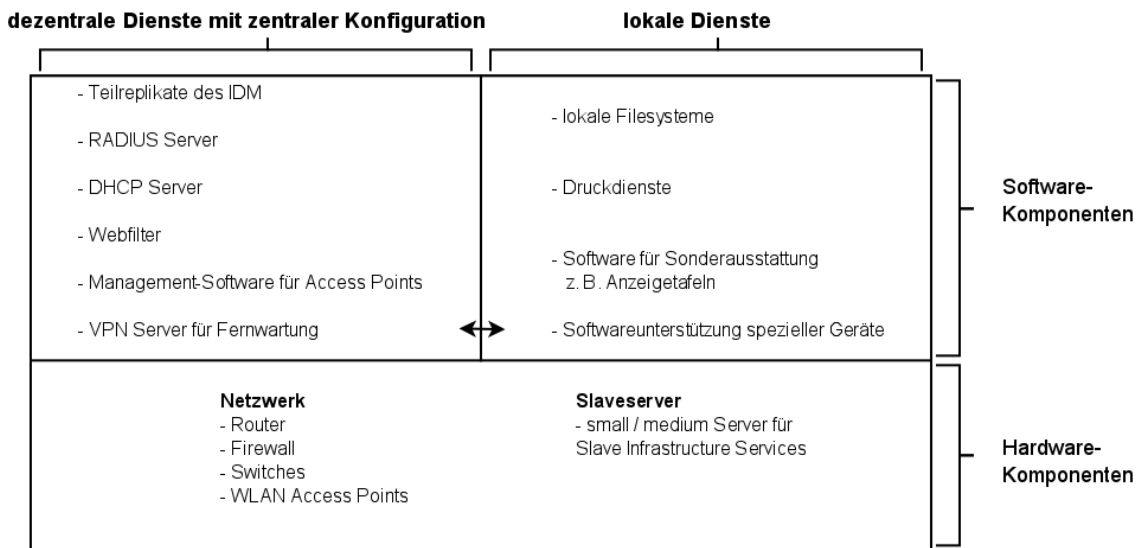 dezentrale Dienste mit zentraler Konfiguration
lokale Dienste
- Teilreplikate des IDM
- RADIUS Server
- DHCP Server
- Webfilter
- Management-Software für Access Points
- VPN Server für Fernwartung
- lokale Filesysteme
- Druckdienste
- Software für Sonderausstattung
z. B. Anzeigetafeln
- Softwareunterstützung spezieller Geräte
Software-
Komponenten
Netzwerk
- Router
- Firewall
- Switches
- WLAN Access Points
Slaveserver
- small / medium Server für
Slave Infrastructure Services
Hardware-
Komponenten